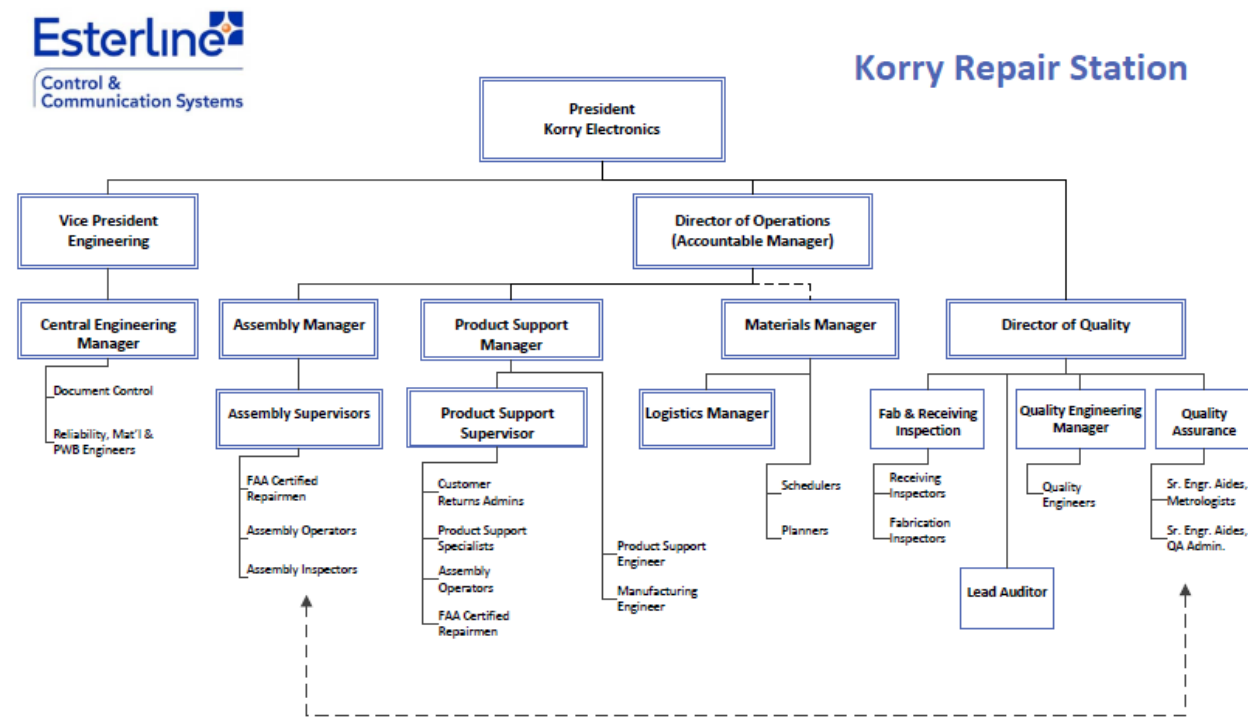 Esterline
Control &
Communication Systems
Korry Repair Station
President
Korry Electronics
Vice President
Engineering
Director of Operations
(Accountable Manager)
Central Engineering
Manager
Assembly Manager
Product Support
Manager
Materials Manager
Director of Quality
Document Control
Reliability, Mat'l &
PWB Engineers
Assembly Supervisors
Product Support
Supervisor
Logistics Manager
Fab & Receiving
Inspection
Quality Engineering
Manager
Quality
Assurance
FAA Certified
Repairmen
Assembly Operators
Assembly Inspectors
Customer
Returns Admins
Product Support
Specialists
Assembly
Operators
FAA Certified
Repairmen
Product Support
Engineer
Manufacturing
Engineer
Schedulers
Planners
Receiving
Inspectors
Fabrication
Inspectors
Quality
Engineers
Sr. Engr. Aides,
Metrologists
Sr. Engr. Aides,
QA Admin.
Lead Auditor